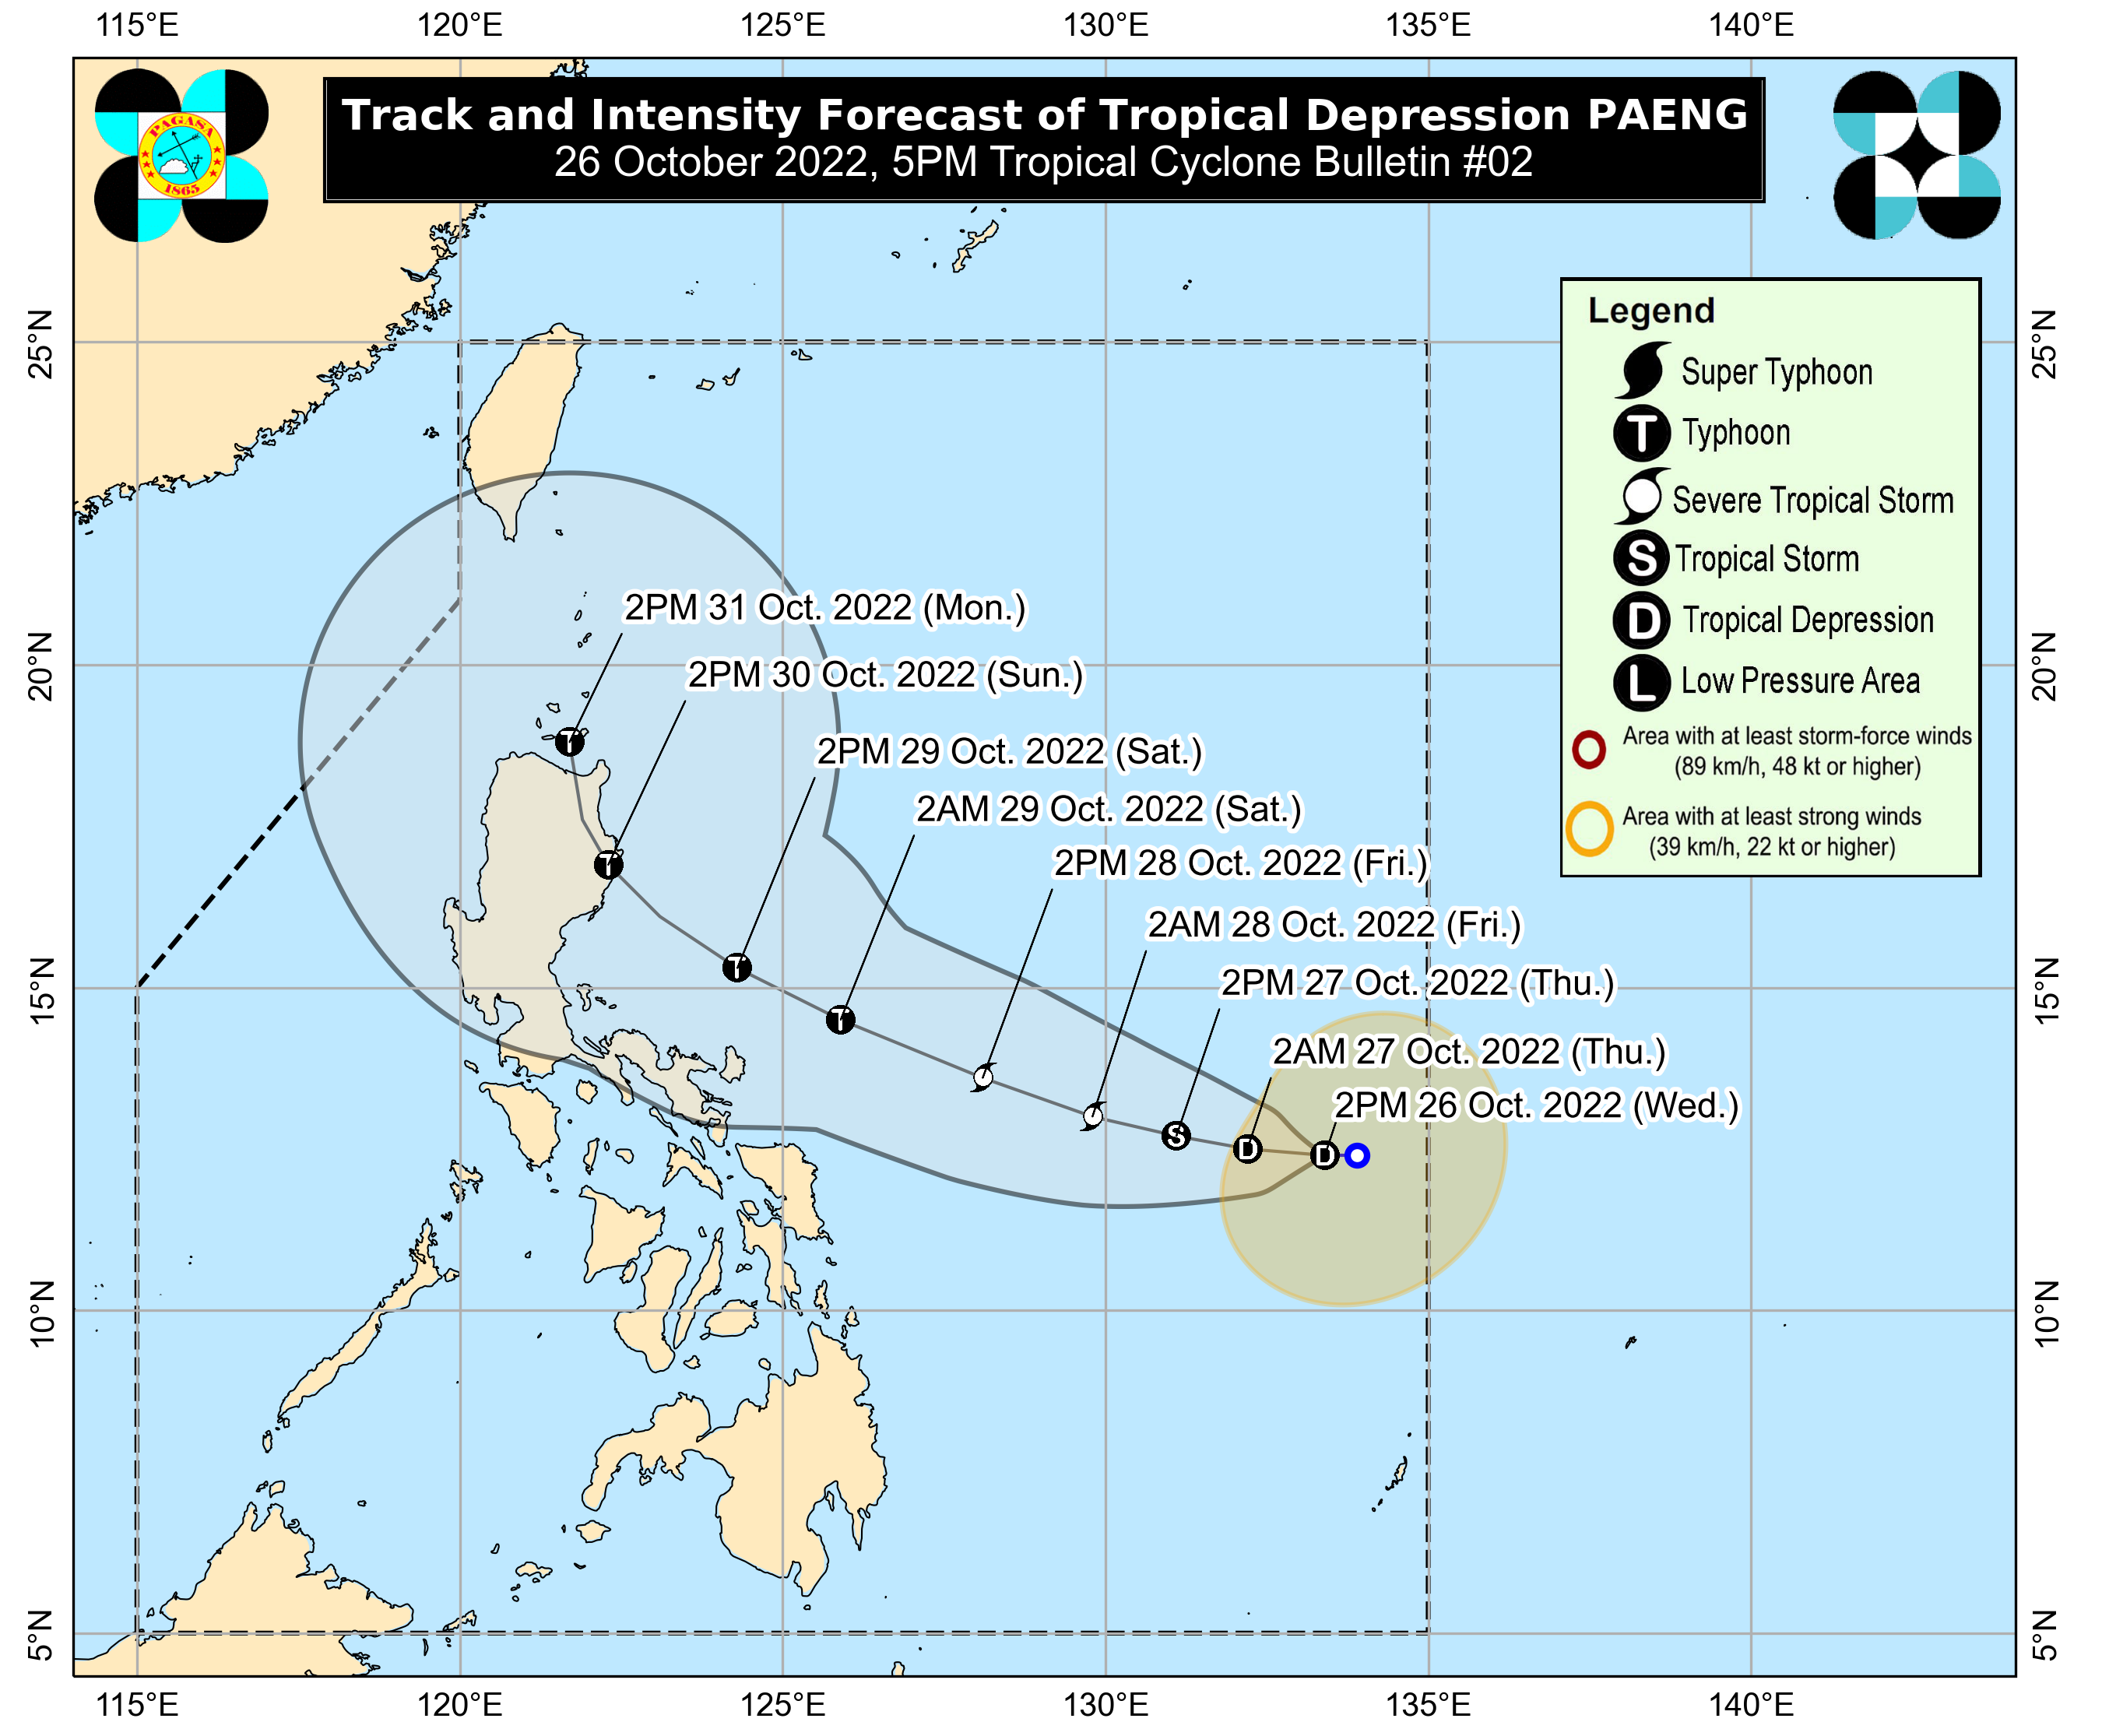 115°E 120°E 125°E 130°E 135°E 140°E
PAGASA
1865
Track and Intensity Forecast of Tropical Depression PAENG
26 October 2022, 5PM Tropical Cyclone Bulletin #02
Legend
Super Typhoon
T Typhoon
Severe Tropical Storm
S Tropical Storm
D Tropical Depression
L Low Pressure Area
Area with at least storm-force winds
(89 km/h, 48 kt or higher)
Area with at least strong winds
(39 km/h, 22 kt or higher)
25°N 25°N
20°N 20°N
15°N 15°N
10°N 10°N
5°N 5°N
2PM 31 Oct. 2022 (Mon.)
2PM 30 Oct. 2022 (Sun.)
2PM 29 Oct. 2022 (Sat.)
2AM 29 Oct. 2022 (Sat.)
2PM 28 Oct. 2022 (Fri.)
2AM 28 Oct. 2022 (Fri.)
2PM 27 Oct. 2022 (Thu.)
2AM 27 Oct. 2022 (Thu.)
2PM 26 Oct. 2022 (Wed.)
T
T
T
T
S
D
D
115°E 120°E 125°E 130°E 135°E 140°E